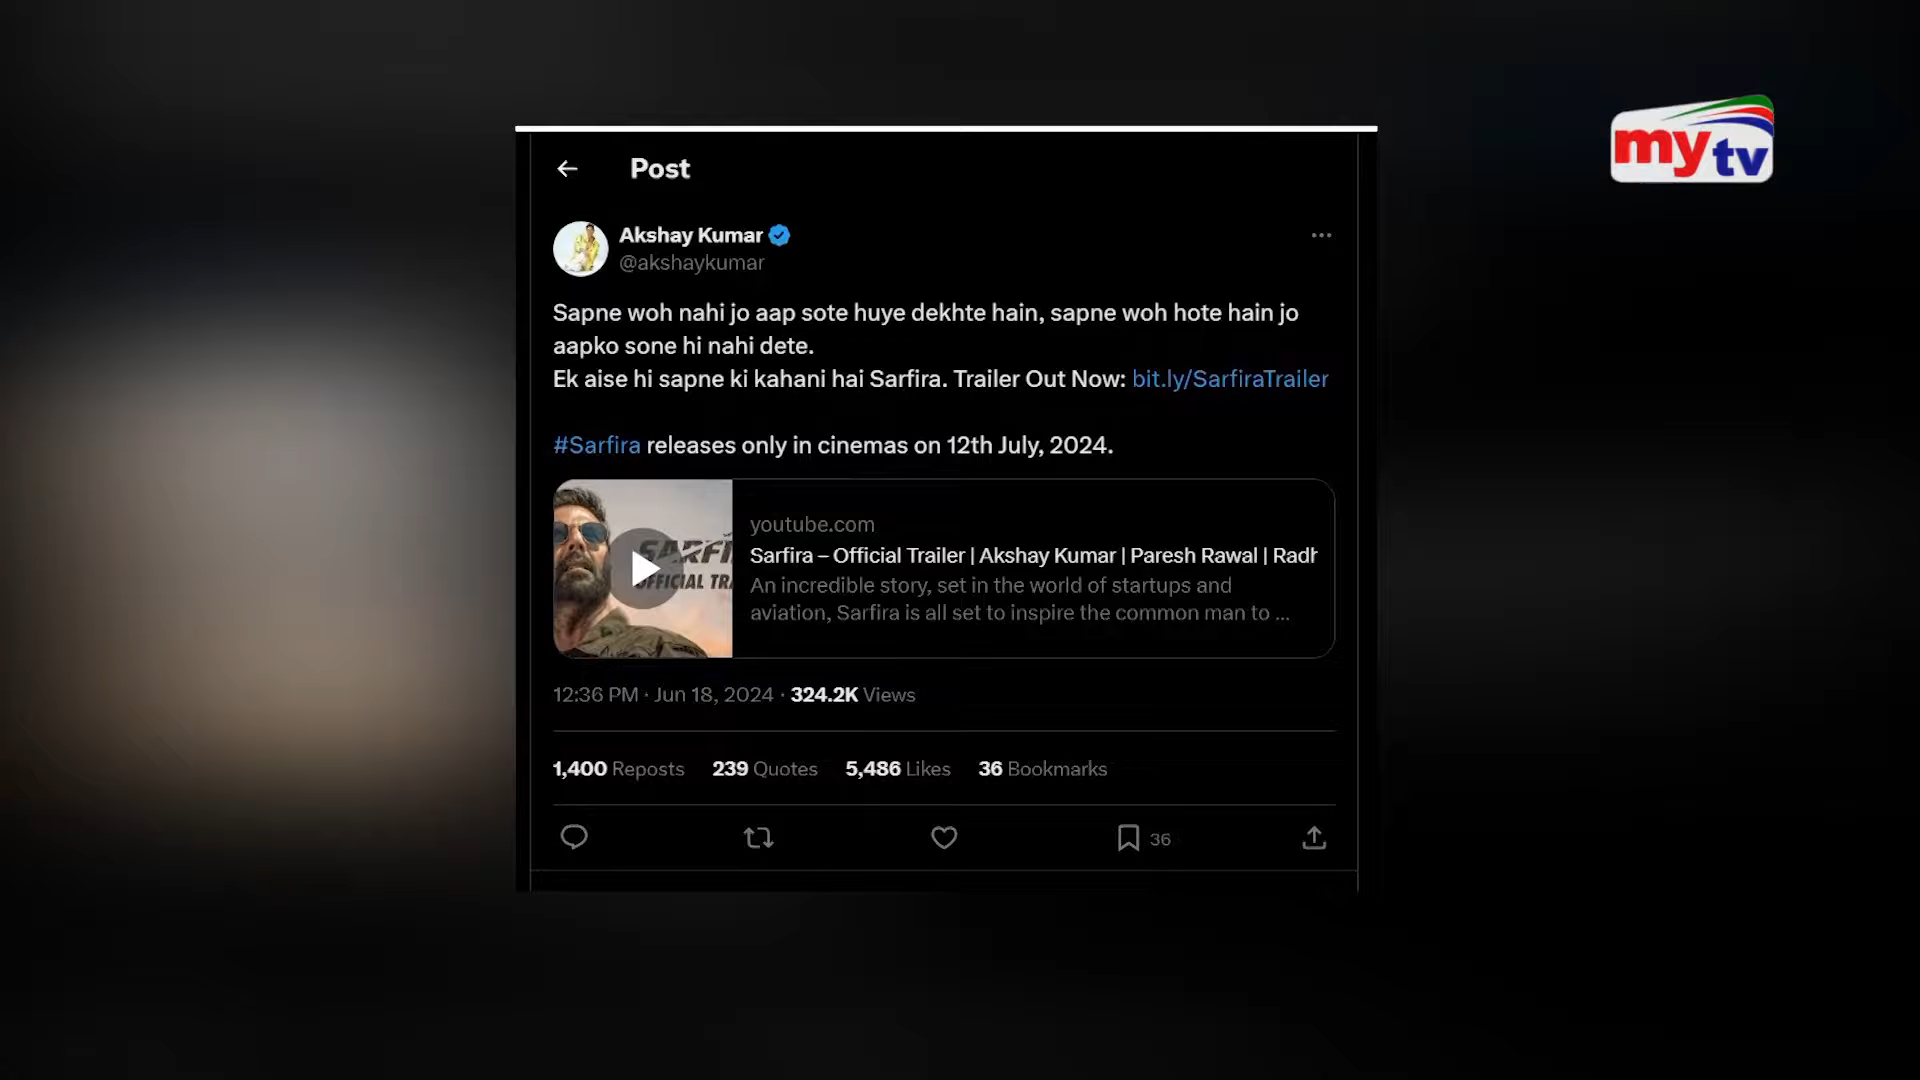 my tv
Post
Akshay Kumar
@akshaykumar
Sapne woh nahi jo aap sote huye dekhte hain, sapne woh hote hain jo
aapko sone hi nahi dete.
Ek aise hi sapne ki kahani hai Sarfira. Trailer Out Now: bit.ly/SarfiraTrailer
#Sarfira releases only in cinemas on 12th July, 2024.
SARFI
OFFICIAL TRA
youtube.com
Sarfira – Official Trailer | Akshay Kumar | Paresh Rawal | Radh
An incredible story, set in the world of startups and
aviation, Sarfira is all set to inspire the common man to ...
12:36 PM · Jun 18, 2024 · 324.2K Views
1,400 Reposts 239 Quotes 5,486 Likes 36 Bookmarks
36